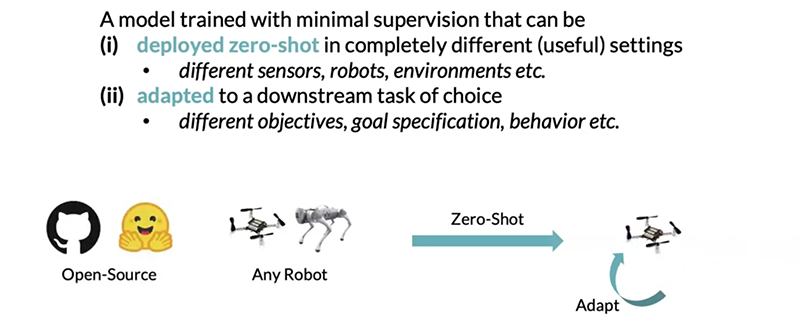 A model trained with minimal supervision that can be
(i) deployed zero-shot in completely different (useful) settings
• different sensors, robots, environments etc.
(ii) adapted to a downstream task of choice
• different objectives, goal specification, behavior etc.
Open-Source
Any Robot
Zero-Shot
Adapt